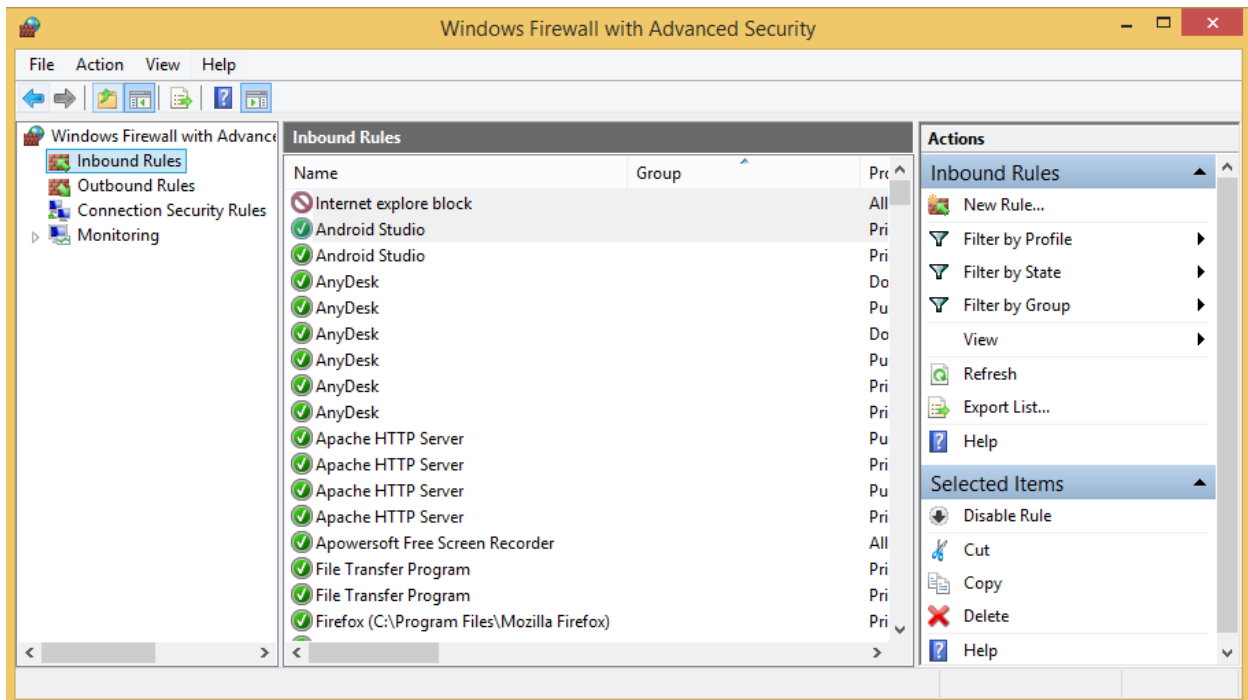 Windows Firewall with Advanced Security
File Action View Help
Windows Firewall with Advance
Inbound Rules
Outbound Rules
Connection Security Rules
Monitoring
Inbound Rules
Name Group Pro
Internet explore block All
Android Studio Pri
Android Studio Pri
AnyDesk Do
AnyDesk Pu
AnyDesk Do
AnyDesk Pu
AnyDesk Pri
AnyDesk Pri
Apache HTTP Server Pu
Apache HTTP Server Pri
Apache HTTP Server Pu
Apache HTTP Server Pri
Apowersoft Free Screen Recorder All
File Transfer Program Pri
File Transfer Program Pri
Firefox (C:\Program Files\Mozilla Firefox) Pri
Actions
Inbound Rules
New Rule...
Filter by Profile
Filter by State
Filter by Group
View
Refresh
Export List...
Help
Selected Items
Disable Rule
Cut
Copy
Delete
Help